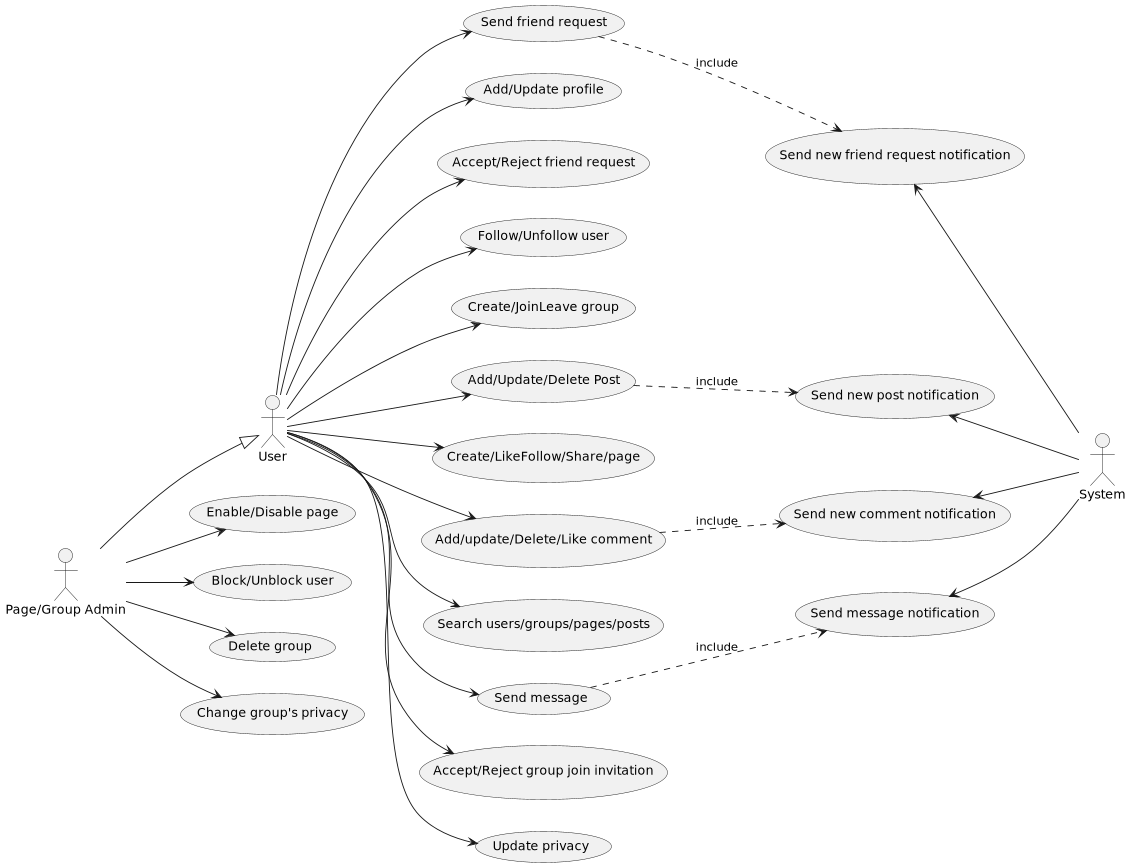 Send friend request
include
Add/Update profile
Send new friend request notification
Accept/Reject friend request
Follow/Unfollow user
Create/JoinLeave group
Add/Update/Delete Post
include
Send new post notification
User
Create/LikeFollow/Share/page
System
Enable/Disable page
Send new comment notification
include
Add/update/Delete/Like comment
Block/Unblock user
Page/Group Admin
Send message notification
Search users/groups/pages/posts
Delete group
include
Send message
Change group's privacy
Accept/Reject group join invitation
Update privacy